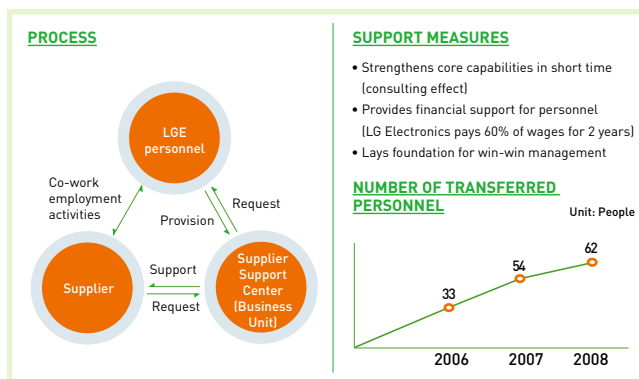 PROCESS
LGE
personnel
Co-work
employment
activities
Request
Provision
Supplier
Support
Request
Supplier
Support
Center
(Business
Unit)
SUPPORT MEASURES
• Strengthens core capabilities in short time
(consulting effect)
• Provides financial support for personnel
(LG Electronics pays 60% of wages for 2 years)
• Lays foundation for win-win management
NUMBER OF TRANSFERRED
PERSONNEL
Unit: People
33
54
62
2006
2007
2008